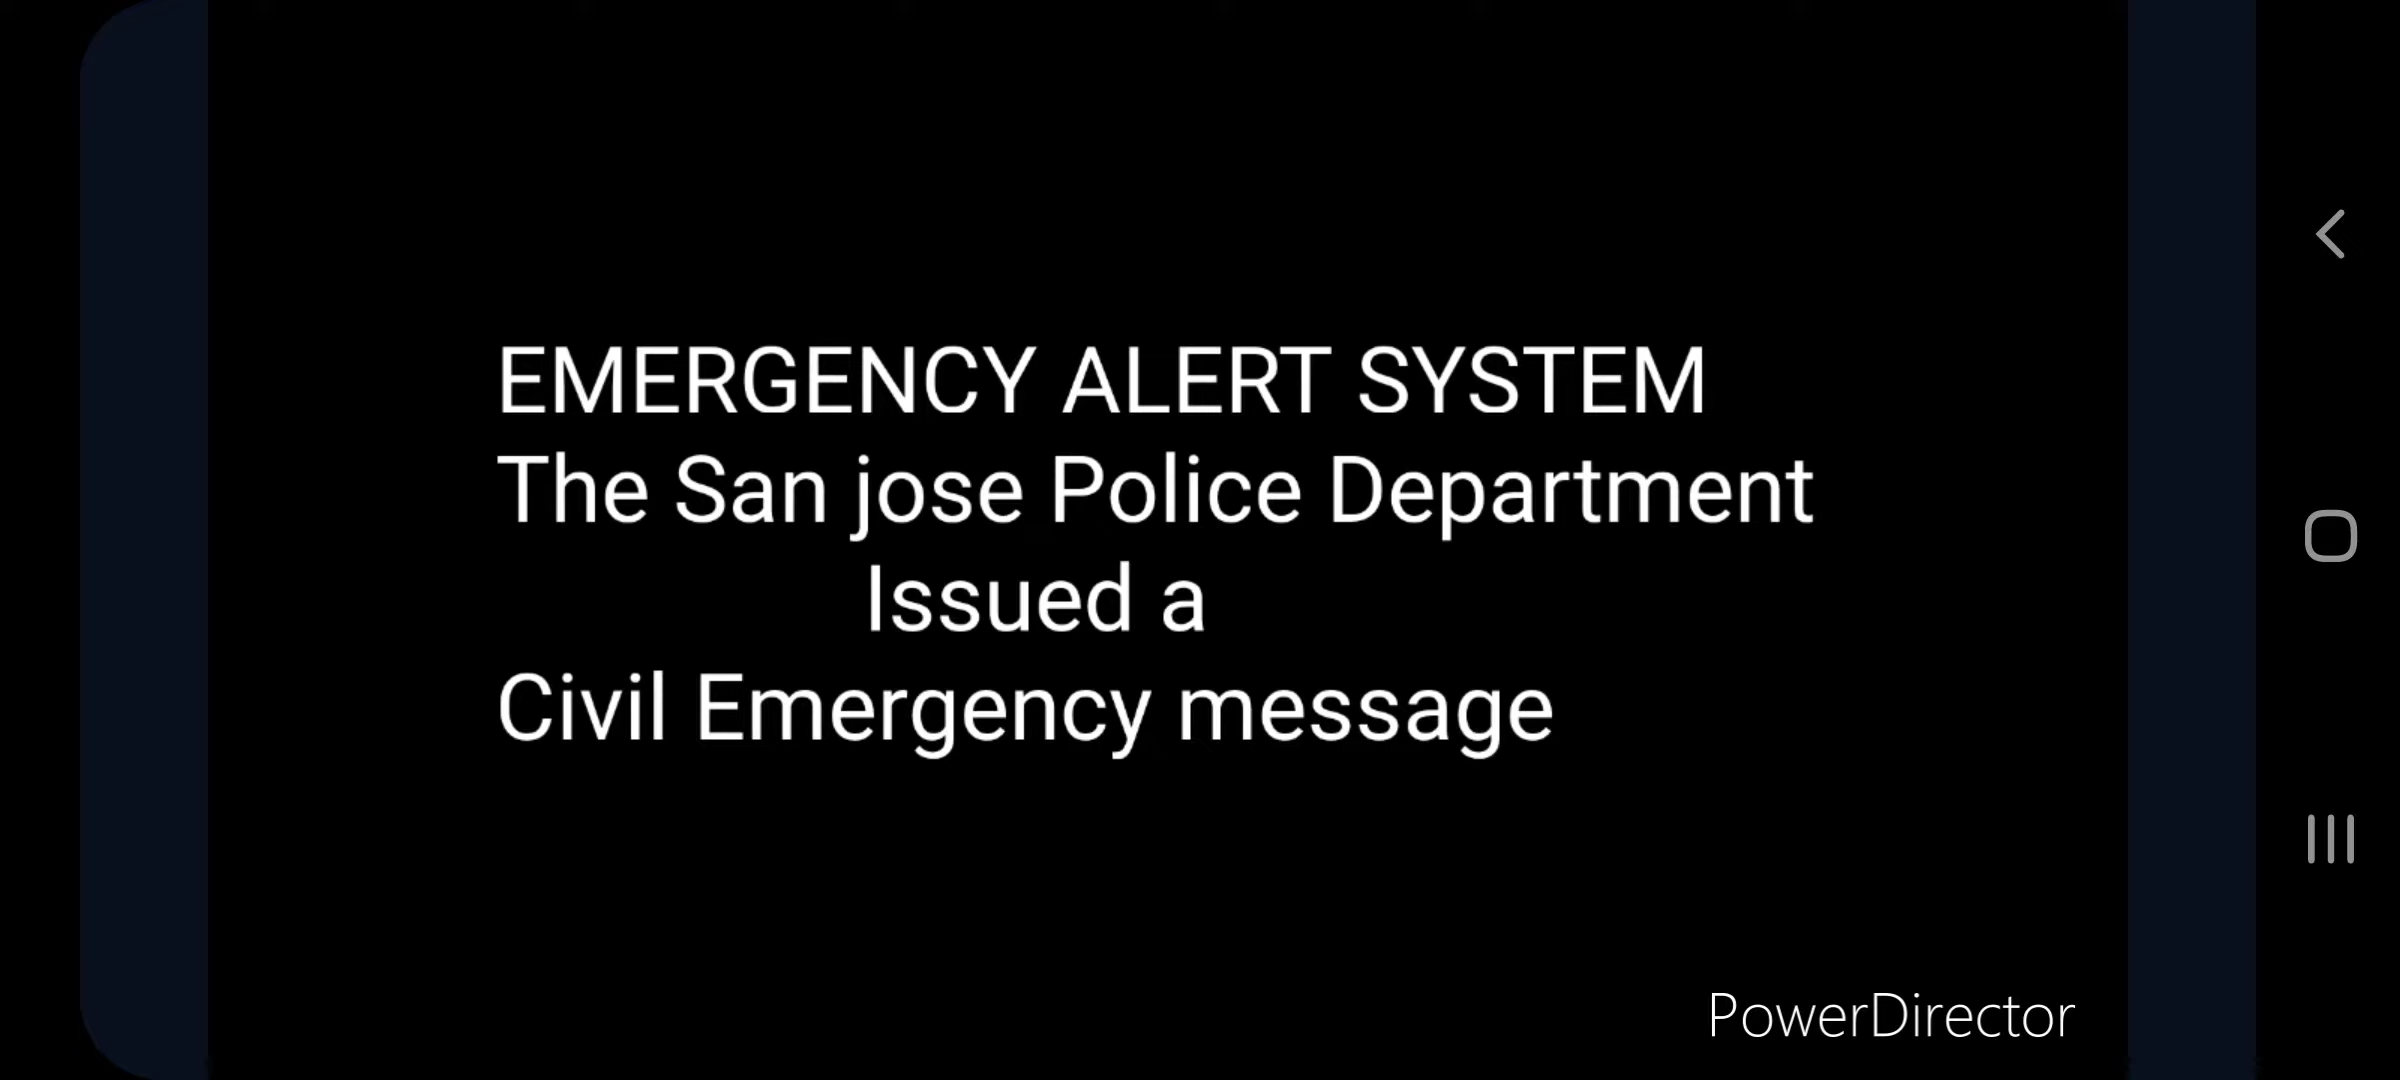 EMERGENCY ALERT SYSTEM
The San jose Police Department
Issued a
Civil Emergency message
PowerDirector